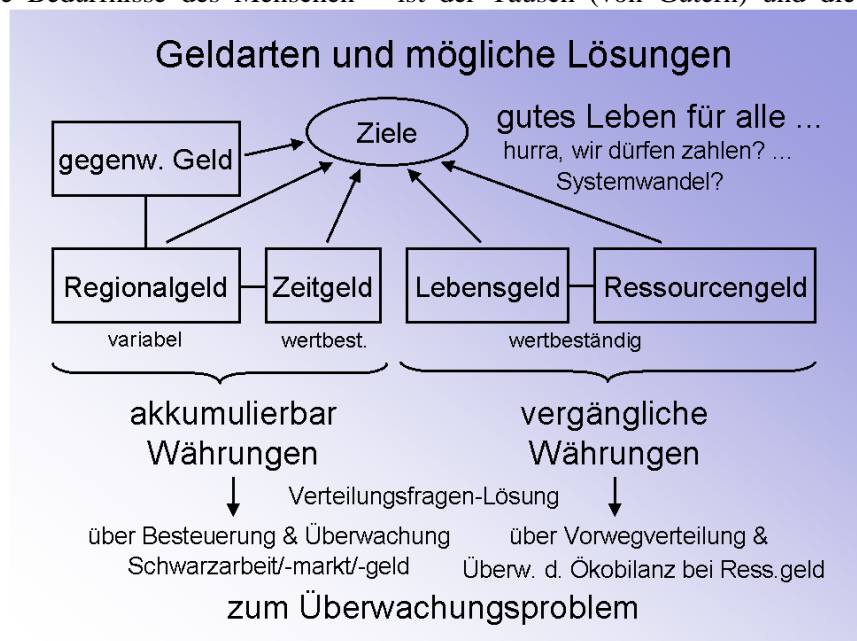 Bedürfnisse des Menschen – ist der Tausch (von Gütern) und die
Geldarten und mögliche Lösungen
gegenw. Geld
Ziele
gutes Leben für alle ...
hurra, wir dürfen zahlen? ...
Systemwandel?
Regionalgeld
Zeitgeld
Lebensgeld
Ressourcengeld
variabel
wertbest.
wertbeständig
akkumulierbar
Währungen
vergängliche
Währungen
Verteilungsfragen-Lösung
über Besteuerung & Überwachung
Schwarzarbeit/-markt/-geld
über Vorwegverteilung &
Überw. d. Ökobilanz bei Ress.geld
zum Überwachungsproblem